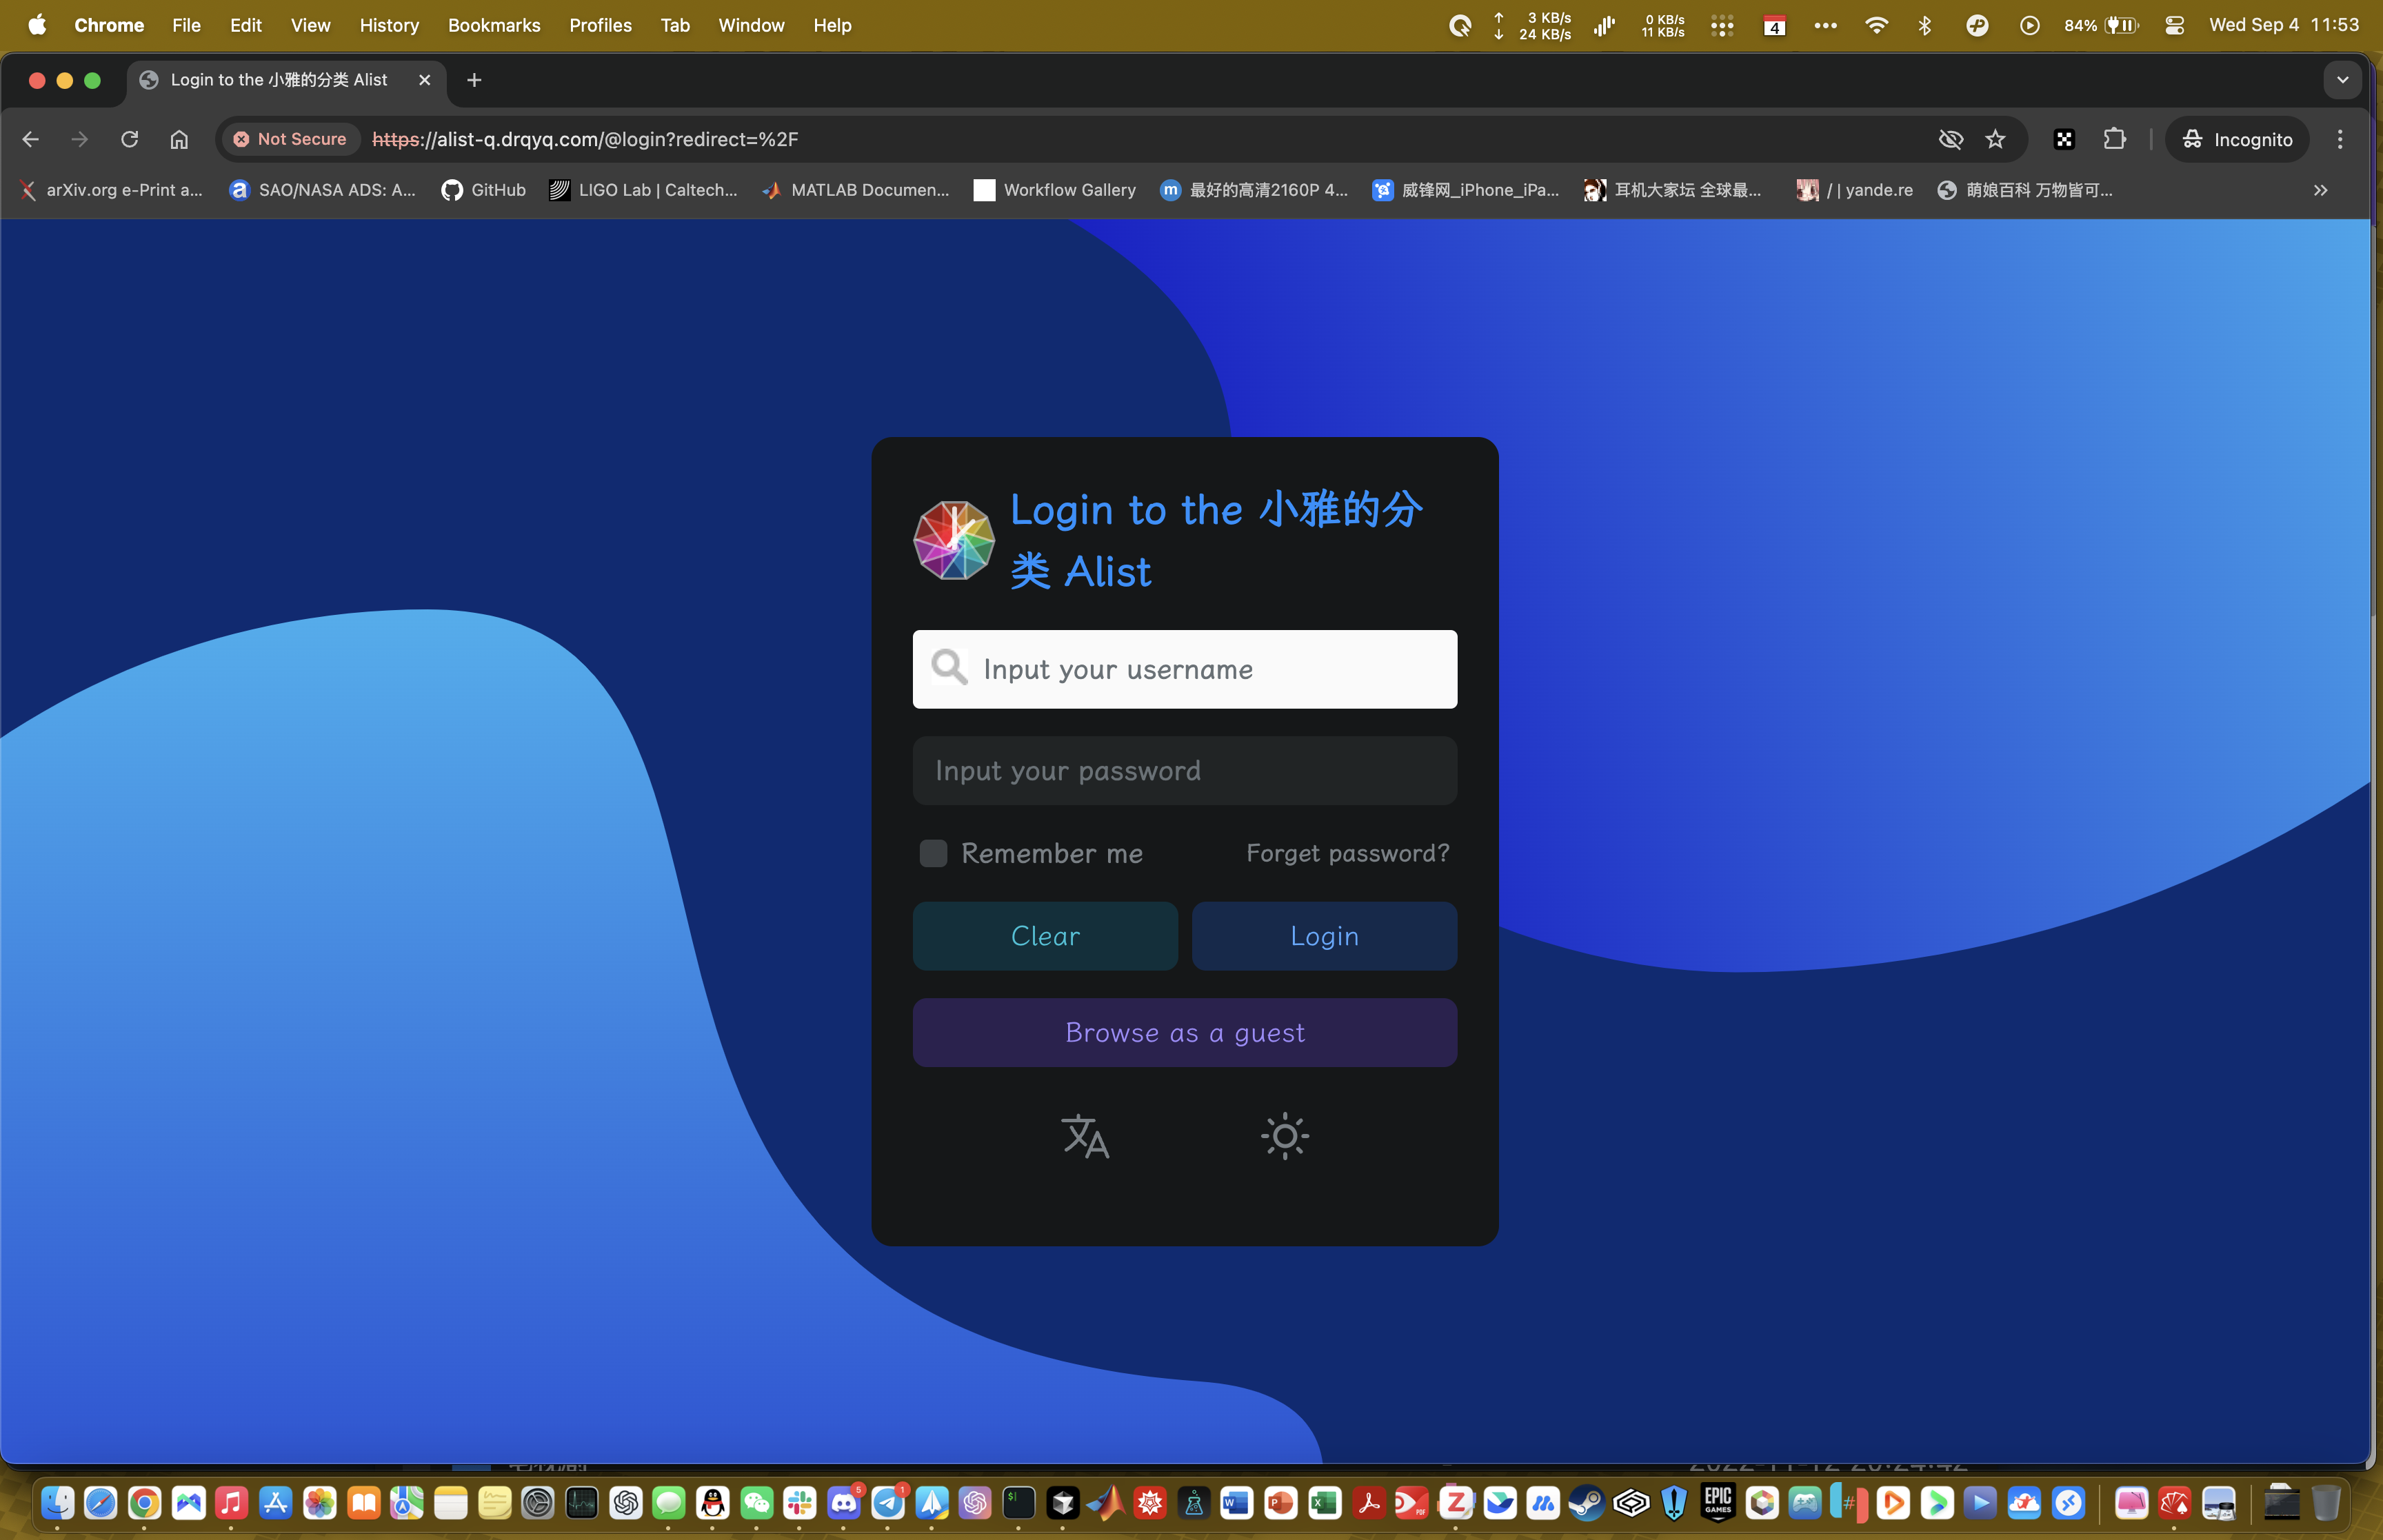 Chrome File Edit View History Bookmarks Profiles Tab Window Help
3 KB/s
24 KB/s
0 KB/s
11 KB/s
4
84%
Wed Sep 4 11:53
Login to the 小雅的分类 Alist
Not Secure https://alist-q.drqyq.com/@login?redirect=%2F
Incognito
arXiv.org e-Print a... SAO/NASA ADS: A... GitHub LIGO Lab | Caltech... MATLAB Documen... Workflow Gallery 最好的高清2160P 4... 威锋网_iPhone_iPa... 耳机大家坛 全球最... / | yande.re 萌娘百科 万物皆可...
Login to the 小雅的分
类 Alist
Input your username
Input your password
Remember me Forget password?
Clear Login
Browse as a guest
5
1
EPIC
GAMES